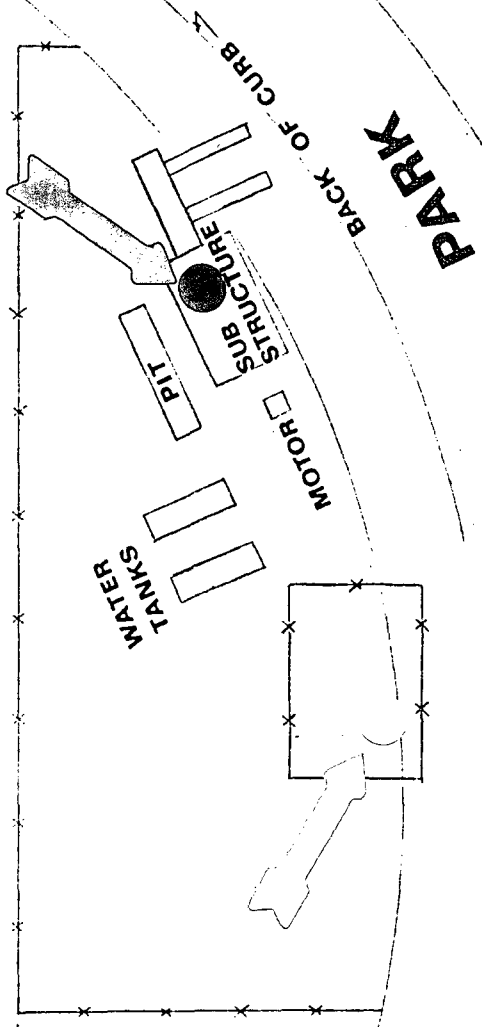 BACK OF CURB
PARK
SUB
STRUCTURE
PIT
MOTOR
WATER
TANKS